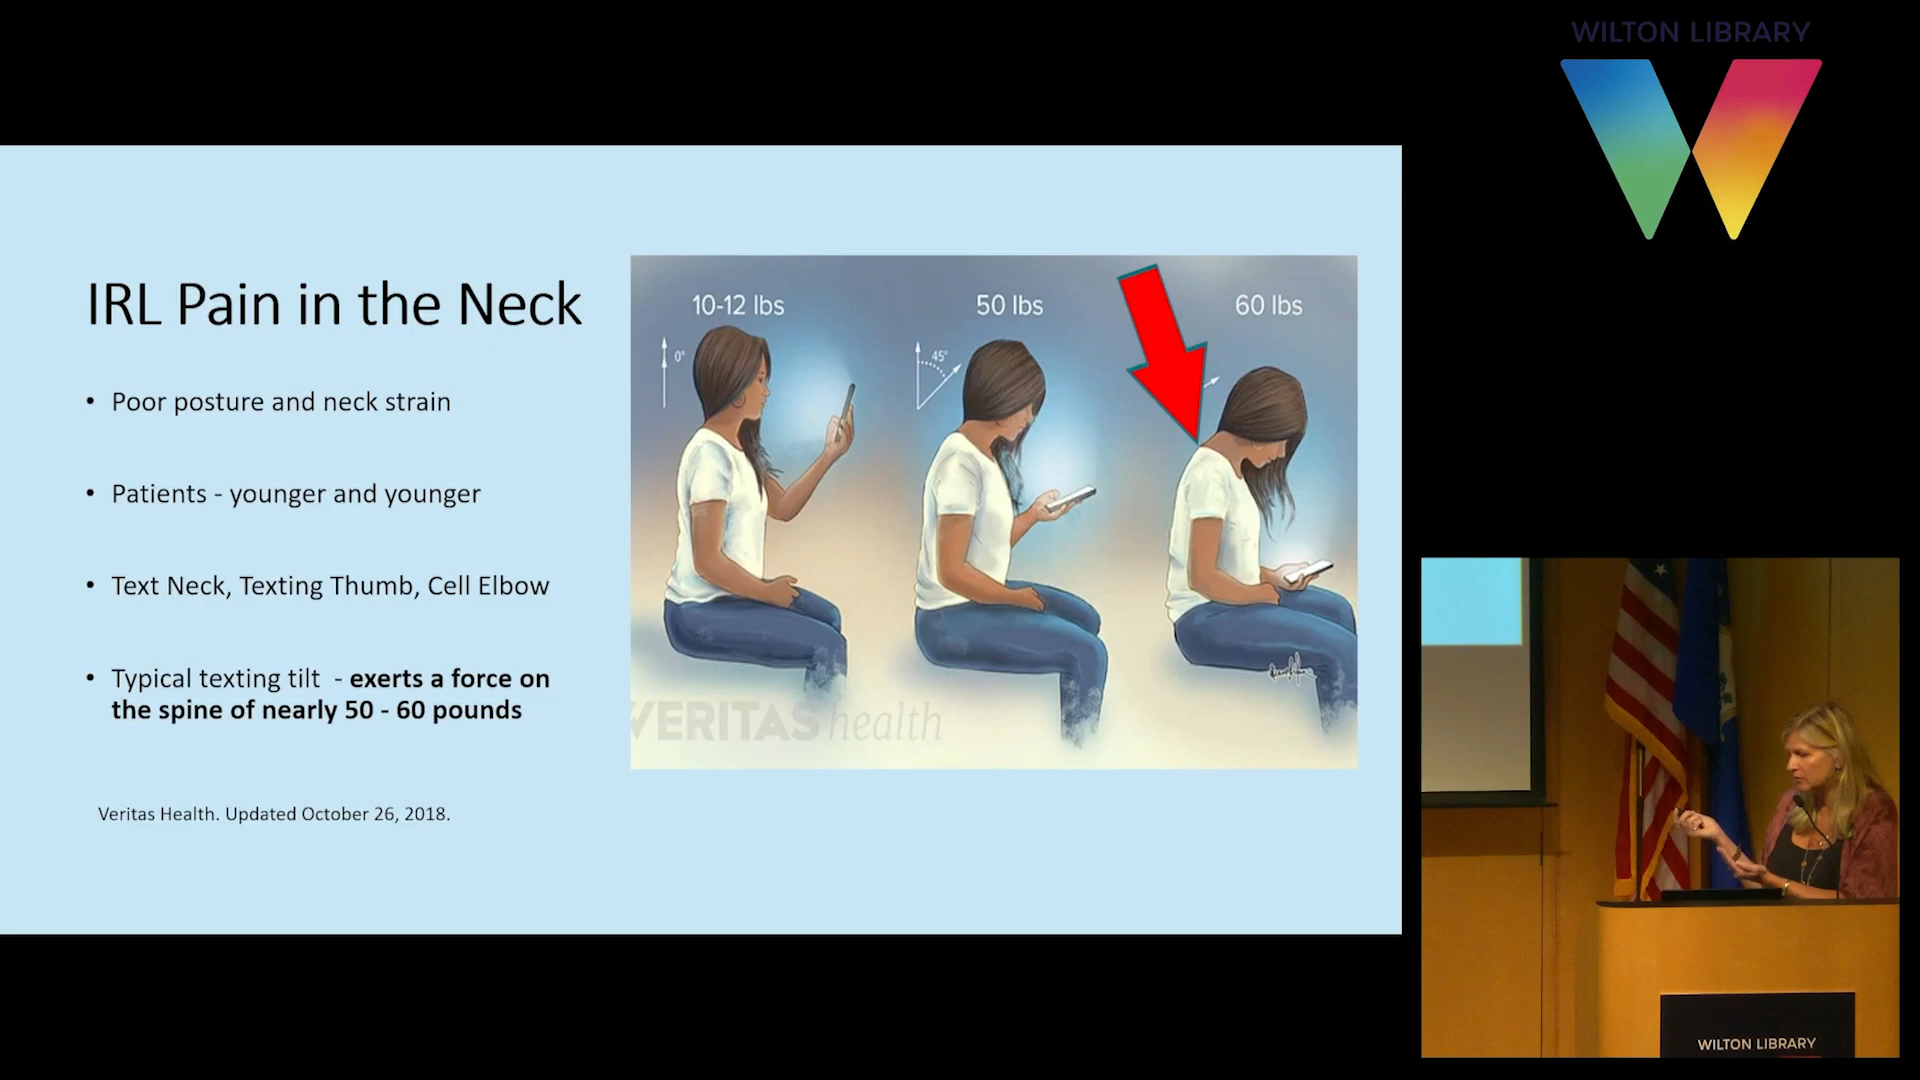 WILTON LIBRARY
IRL Pain in the Neck
• Poor posture and neck strain
• Patients - younger and younger
• Text Neck, Texting Thumb, Cell Elbow
• Typical texting tilt - exerts a force on
the spine of nearly 50 - 60 pounds
Veritas Health. Updated October 26, 2018.
10-12 lbs
50 lbs
60 lbs
0°
45°
VERITAS health
WILTON LIBRARY